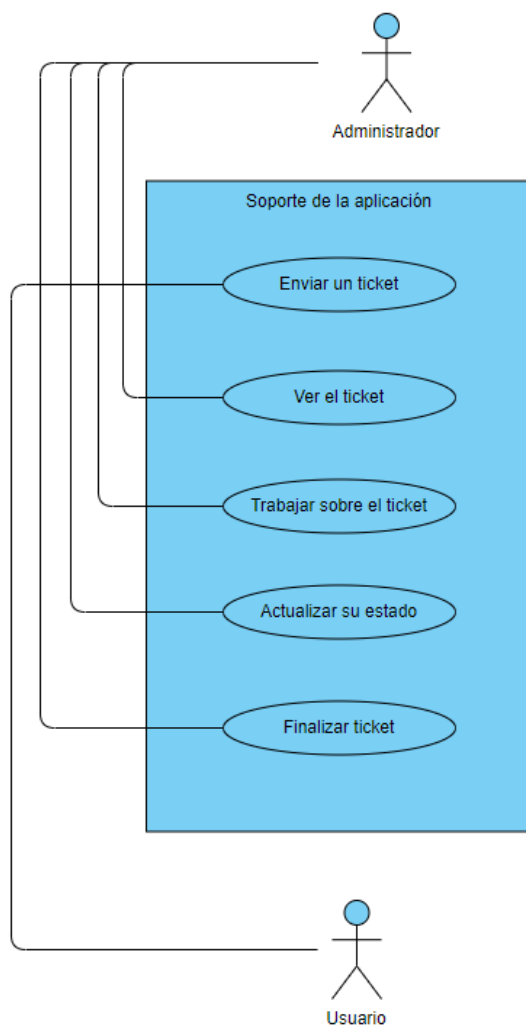 Administrador
Soporte de la aplicación
Enviar un ticket
Ver el ticket
Trabajar sobre el ticket
Actualizar su estado
Finalizar ticket
Usuario